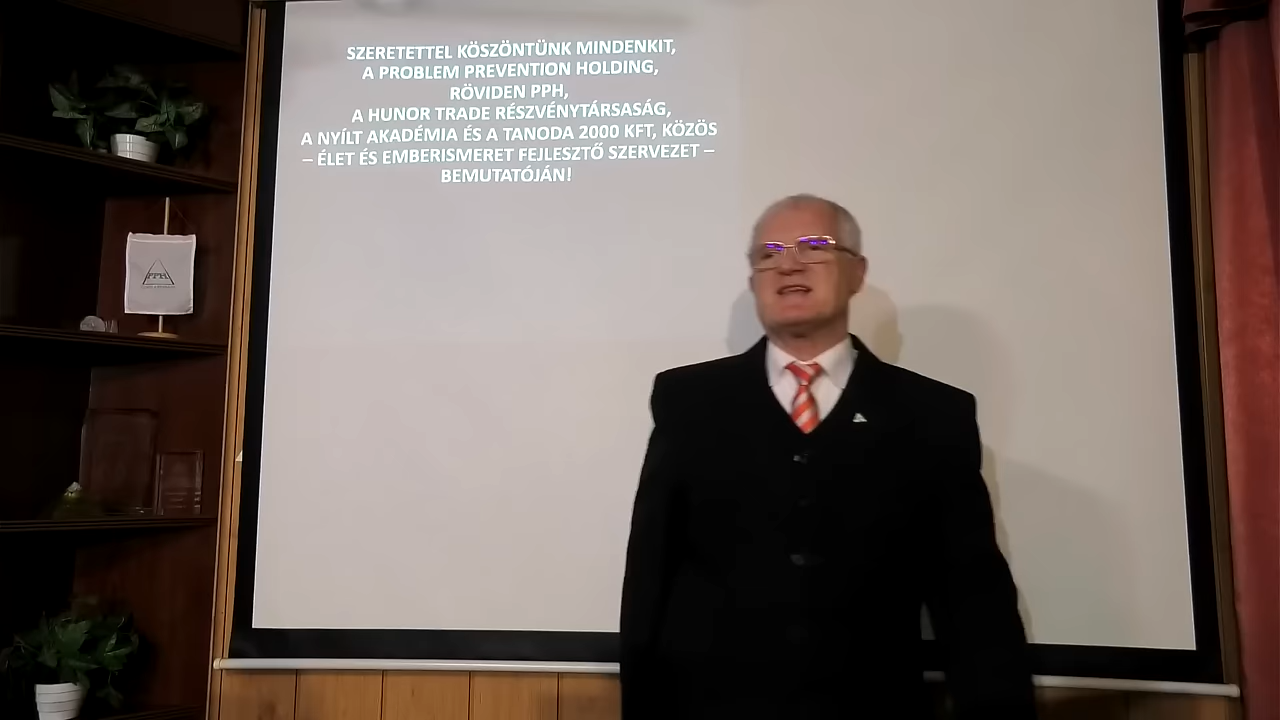 SZERETETTEL KÖSZÖNTÜNK MINDENKIT,
A PROBLEM PREVENTION HOLDING,
RÖVIDEN PPH,
A HUNOR TRADE RÉSZVÉNYTÁRSASÁG,
A NYÍLT AKADÉMIA ÉS A TANODA 2000 KFT, KÖZÖS
– ÉLET ÉS EMBERISMERET FEJLESZTŐ SZERVEZET –
BEMUTATÓJÁN!
PPH